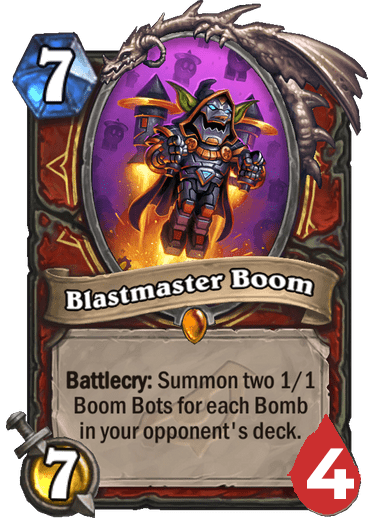 7
Blastmaster Boom
Battlecry: Summon two 1/1
Boom Bots for each Bomb
in your opponent's deck.
7
4